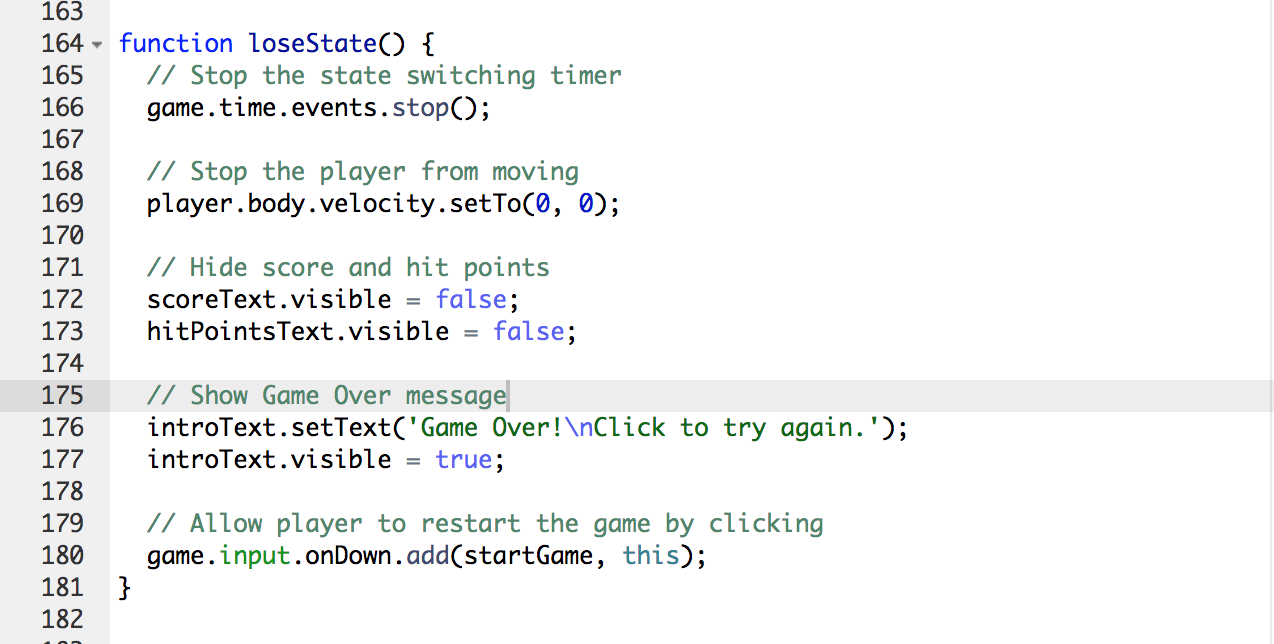 163
164 function loseState() {
165   // Stop the state switching timer
166   game.time.events.stop();
167
168   // Stop the player from moving
169   player.body.velocity.setTo(0, 0);
170
171   // Hide score and hit points
172   scoreText.visible = false;
173   hitPointsText.visible = false;
174
175   // Show Game Over message
176   introText.setText('Game Over!\nClick to try again.');
177   introText.visible = true;
178
179   // Allow player to restart the game by clicking
180   game.input.onDown.add(startGame, this);
181 }
182